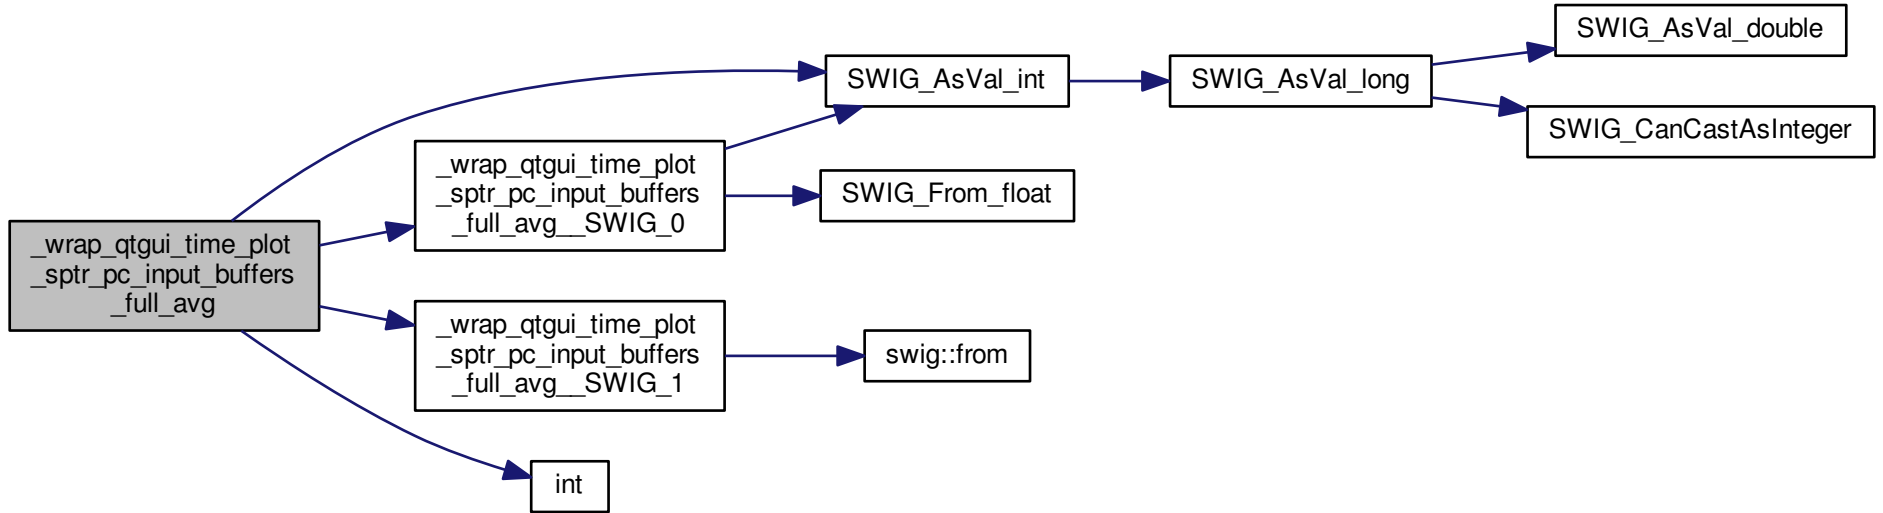 _wrap_qtgui_time_plot
_sptr_pc_input_buffers
_full_avg
_wrap_qtgui_time_plot
_sptr_pc_input_buffers
_full_avg__SWIG_0
_wrap_qtgui_time_plot
_sptr_pc_input_buffers
_full_avg__SWIG_1
int
SWIG_AsVal_int
SWIG_From_float
swig::from
SWIG_AsVal_long
SWIG_AsVal_double
SWIG_CanCastAsInteger